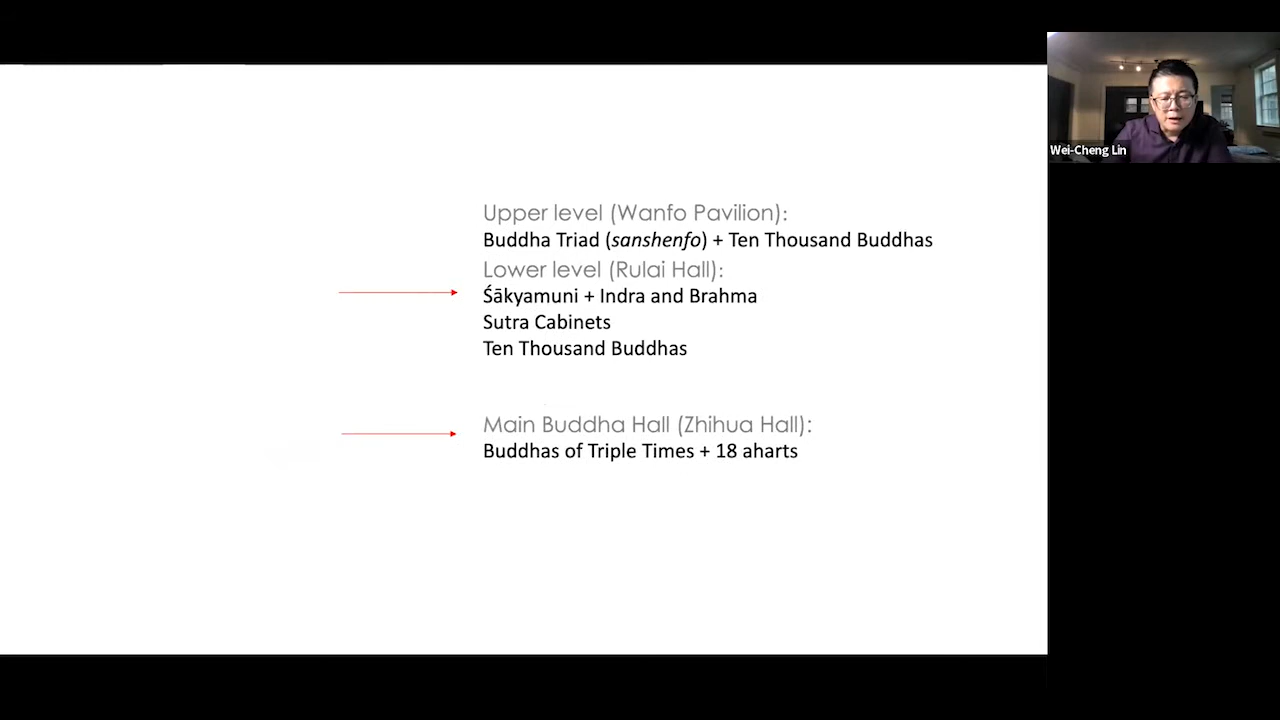 Upper level (Wanfo Pavilion):
Buddha Triad (sanshenfo) + Ten Thousand Buddhas
Lower level (Rulai Hall):
Śākyamuni + Indra and Brahma
Sutra Cabinets
Ten Thousand Buddhas
Main Buddha Hall (Zhihua Hall):
Buddhas of Triple Times + 18 aharts
Wei-Cheng Lin